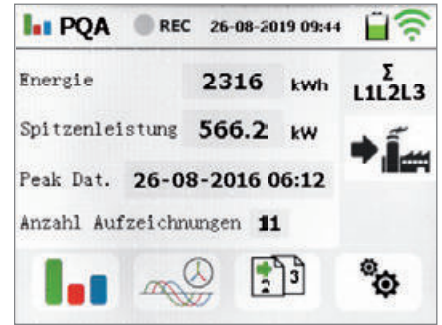 PQA REC 26-08-2019 09:44
Energie 2316 kWh
Σ
L1L2L3
Spitzenleistung 566.2 kW
Peak Dat. 26-08-2016 06:12
Anzahl Aufzeichnungen 11
2 3